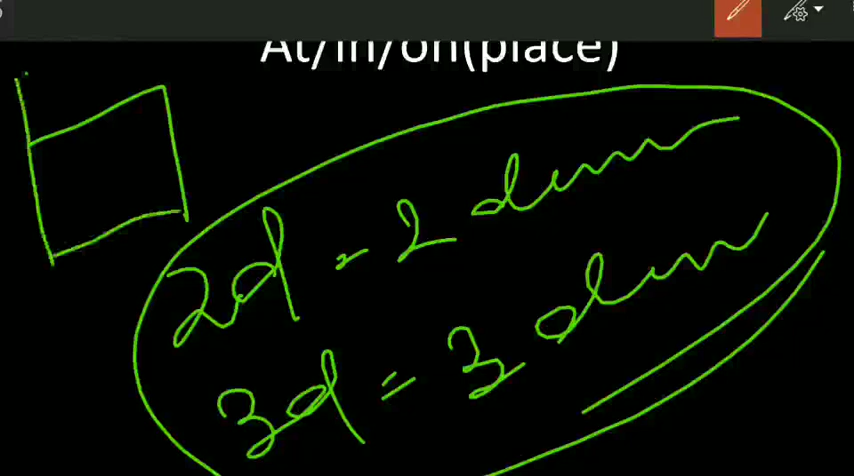 At/in/on(place)
2d = 2 dim
3d = 3 dim